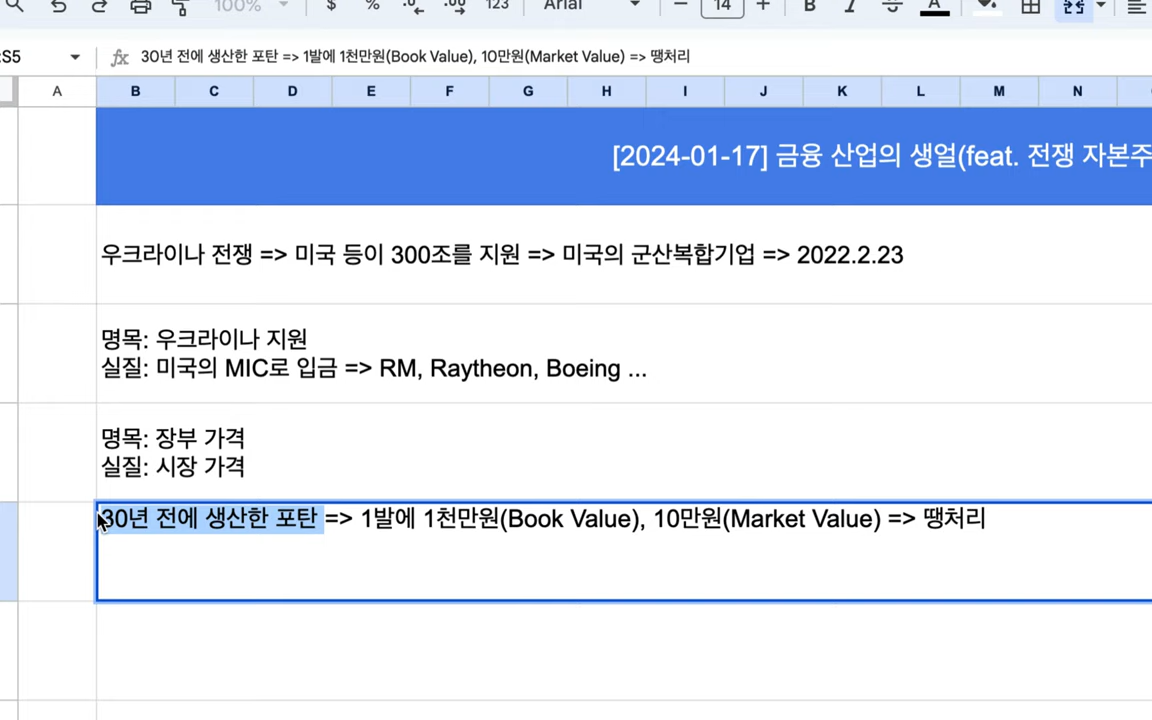 100%
$ % .0 .00 123 Arial 14 B I A
:S5 fx 30년 전에 생산한 포탄 => 1발에 1천만원(Book Value), 10만원(Market Value) => 땡처리
A B C D E F G H I J K L M N
[2024-01-17] 금융 산업의 생얼(feat. 전쟁 자본주
우크라이나 전쟁 => 미국 등이 300조를 지원 => 미국의 군산복합기업 => 2022.2.23
명목: 우크라이나 지원
실질: 미국의 MIC로 입금 => RM, Raytheon, Boeing ...
명목: 장부 가격
실질: 시장 가격
30년 전에 생산한 포탄 => 1발에 1천만원(Book Value), 10만원(Market Value) => 땡처리